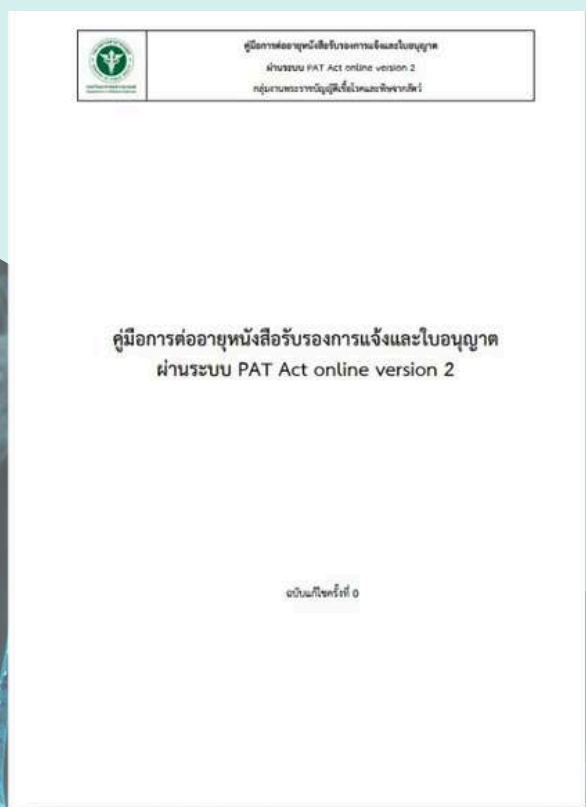 คู่มือการต่ออายุหนังสือรับรองการแจ้งและใบอนุญาต
ผ่านระบบ PAT Act online version 2
กลุ่มงานพระราชบัญญัติเชื้อโรคและพิษจากสัตว์
คู่มือการต่ออายุหนังสือรับรองการแจ้งและใบอนุญาต
ผ่านระบบ PAT Act online version 2
ฉบับแก้ไขครั้งที่ 0